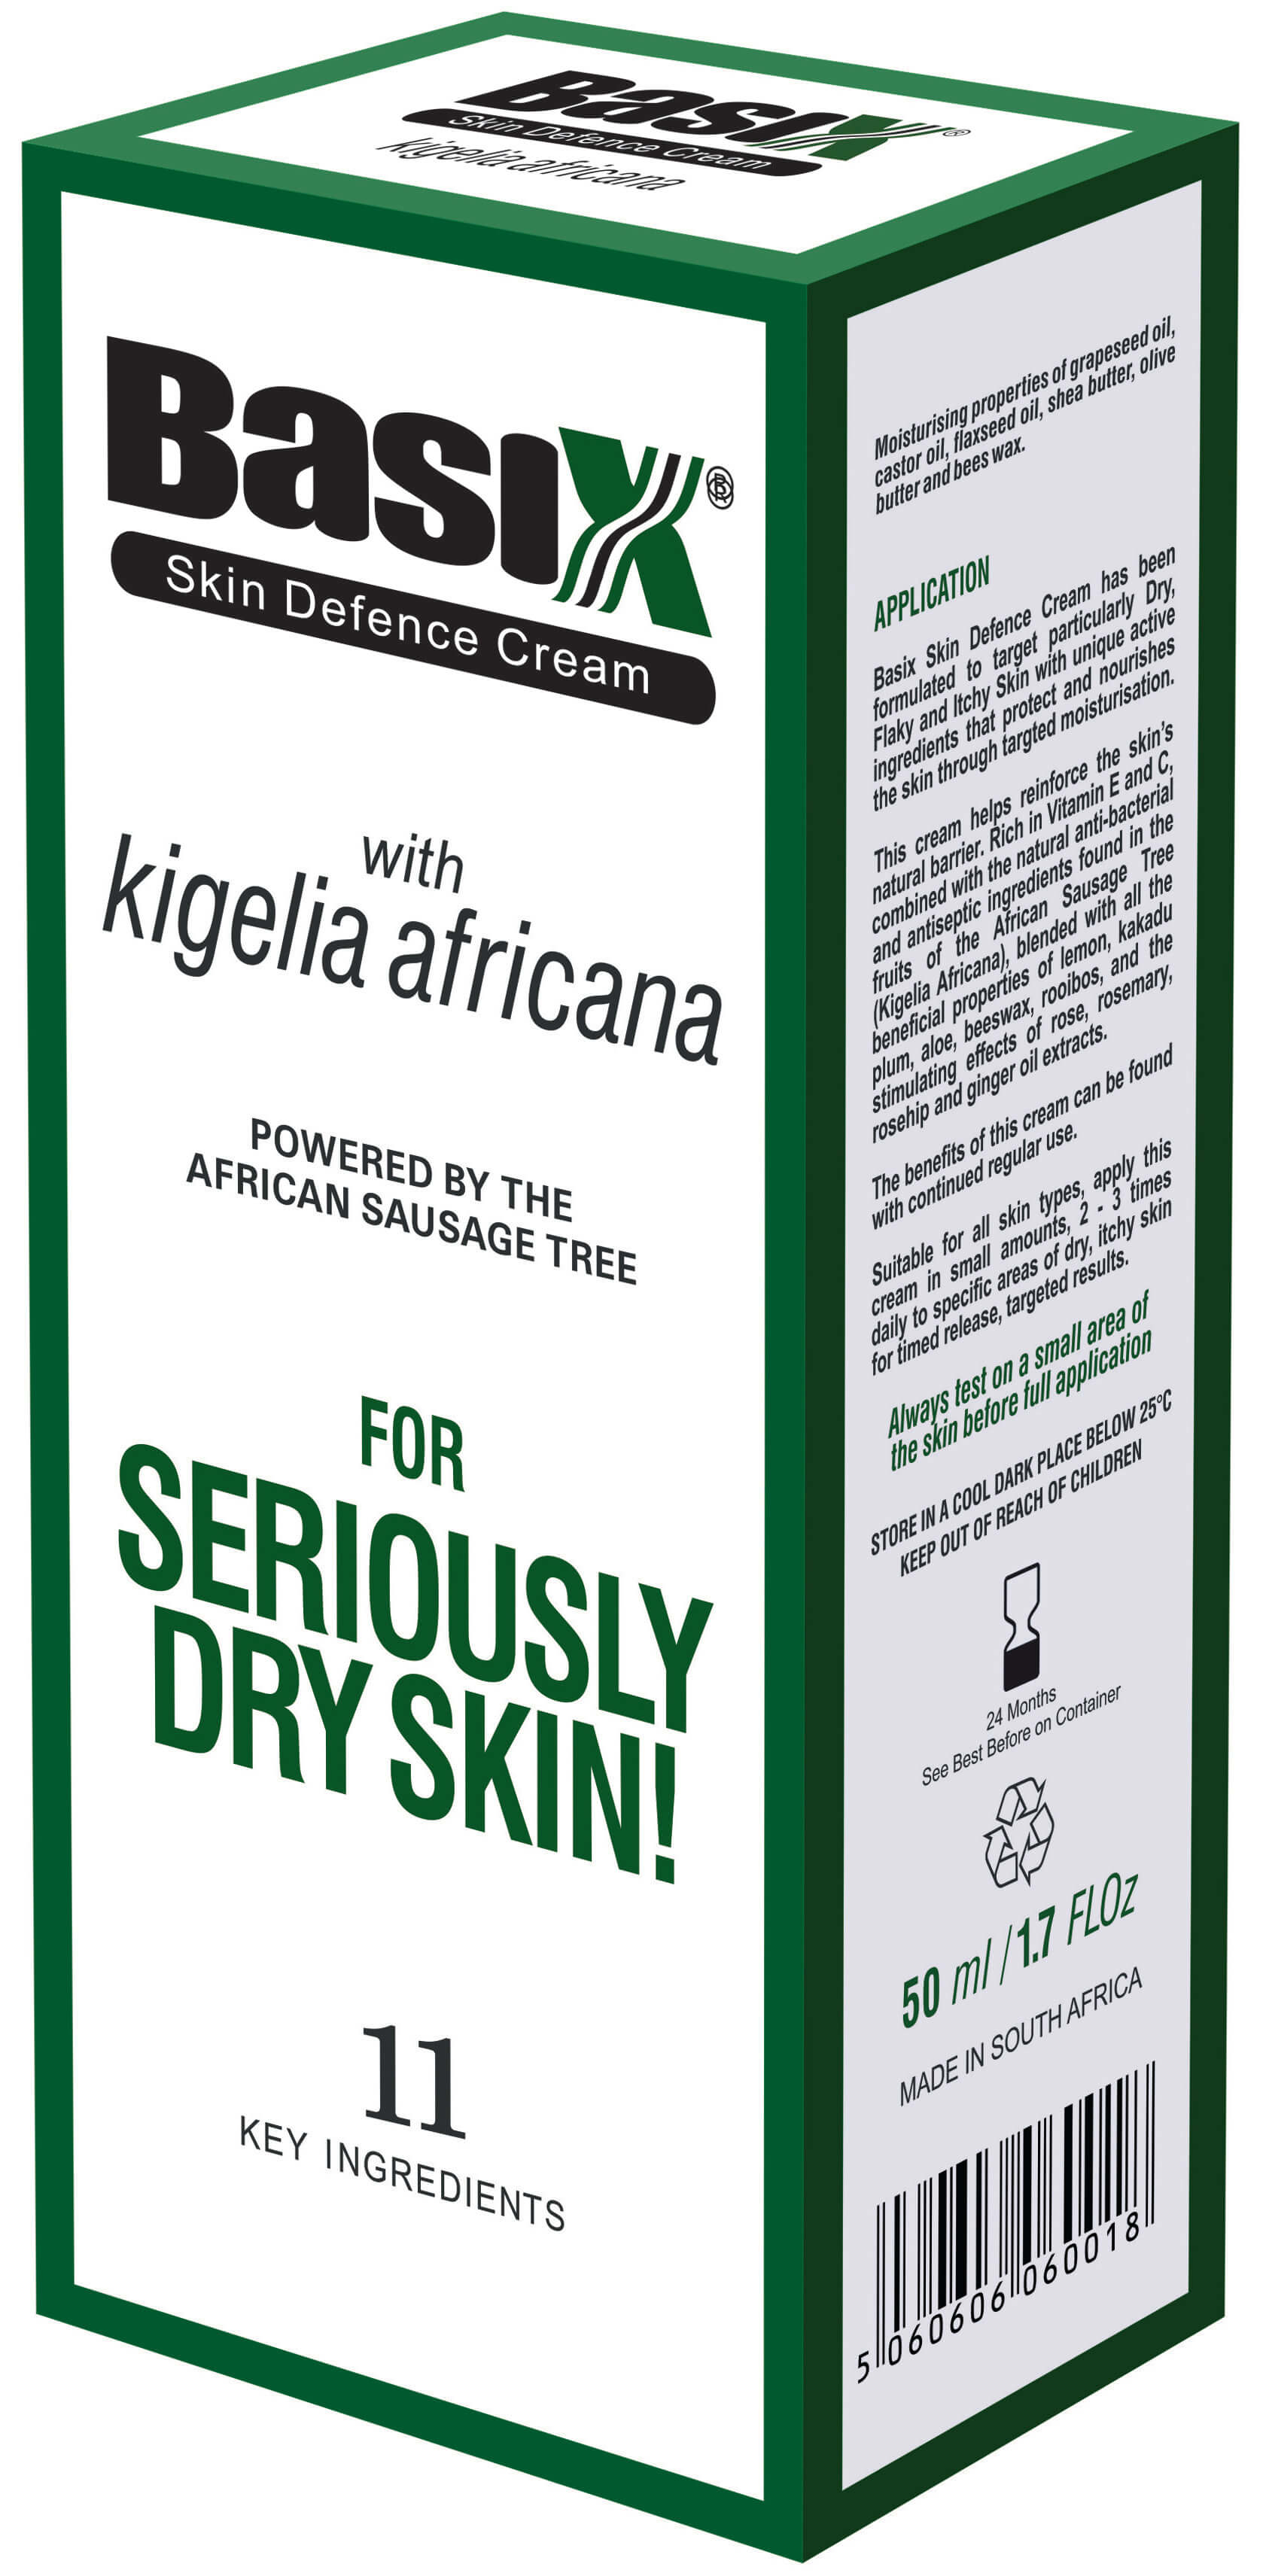 Basix®
Skin Defence Cream
kigelia africana
Basix®
Skin Defence Cream
with
kigelia africana
POWERED BY THE
AFRICAN SAUSAGE TREE
FOR
SERIOUSLY
DRY SKIN!
11
KEY INGREDIENTS
Moisturising properties of grapeseed oil,
castor oil, flaxseed oil, shea butter, olive
butter and bees wax.
APPLICATION
Basix Skin Defence Cream has been
formulated to target particularly Dry,
Flaky and Itchy Skin with unique active
ingredients that protect and nourishes
the skin through targted moisturisation.
This cream helps reinforce the skin's
natural barrier. Rich in Vitamin E and C,
combined with the natural anti-bacterial
and antiseptic ingredients found in the
fruits of the African Sausage Tree
(Kigelia Africana), blended with all the
beneficial properties of lemon, kakadu
plum, aloe, beeswax, rooibos, and the
stimulating effects of rose, rosemary,
rosehip and ginger oil extracts.
The benefits of this cream can be found
with continued regular use.
Suitable for all skin types, apply this
cream in small amounts, 2 - 3 times
daily to specific areas of dry, itchy skin
for timed release, targeted results.
Always test on a small area of
the skin before full application
STORE IN A COOL DARK PLACE BELOW 25°C
KEEP OUT OF REACH OF CHILDREN
24 Months
See Best Before on Container
50 ml / 1.7 FLOz
MADE IN SOUTH AFRICA
5 060606 060018